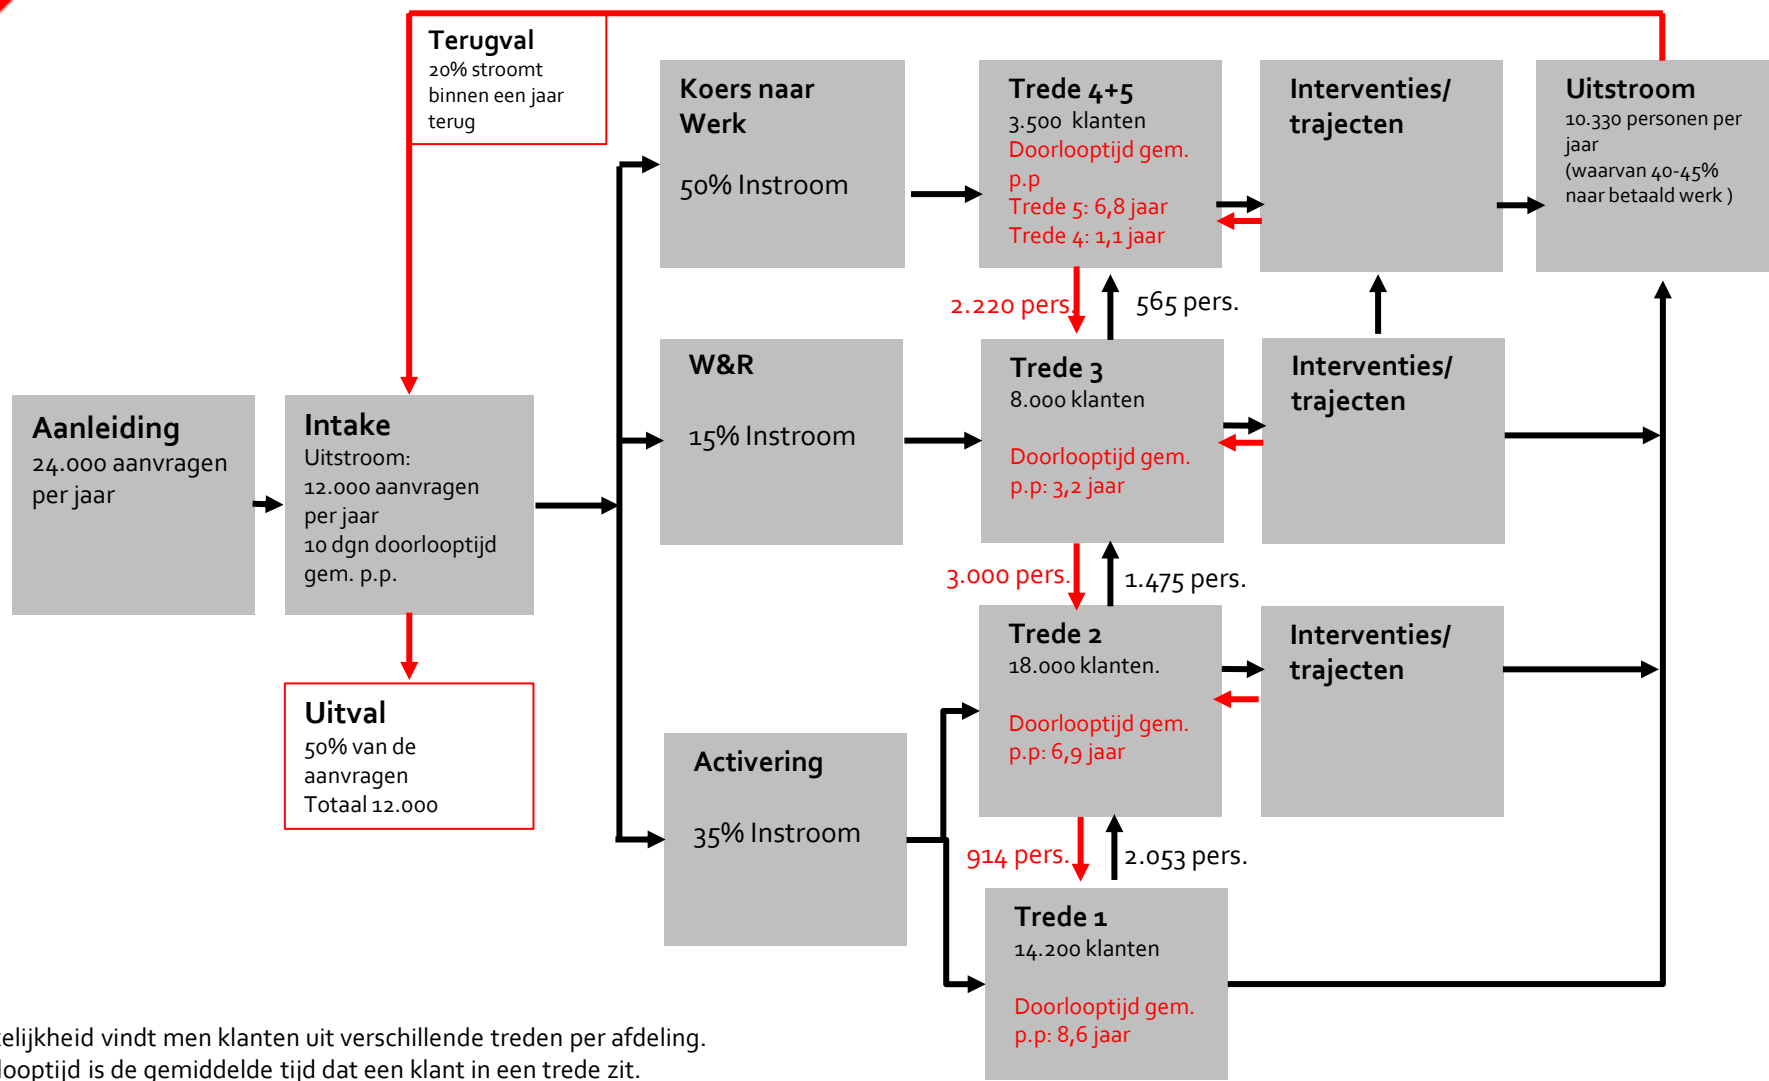 Terugval
20% stroomt
binnen een jaar
terug
Koers naar
Werk
50% Instroom
Trede 4+5
3.500 klanten
Doorlooptijd gem.
p.p
Trede 5: 6,8 jaar
Trede 4: 1,1 jaar
Interventies/
trajecten
Uitstroom
10.330 personen per
jaar
(waarvan 40-45%
naar betaald werk )
2.220 pers.
565 pers.
Aanleiding
24.000 aanvragen
per jaar
Intake
Uitstroom:
12.000 aanvragen
per jaar
10 dgn doorlooptijd
gem. p.p.
W&R
15% Instroom
Trede 3
8.000 klanten
Doorlooptijd gem.
p.p: 3,2 jaar
Interventies/
trajecten
3.000 pers.
1.475 pers.
Uitval
50% van de
aanvragen
Totaal 12.000
Activering
35% Instroom
Trede 2
18.000 klanten.
Doorlooptijd gem.
p.p: 6,9 jaar
Interventies/
trajecten
914 pers.
2.053 pers.
Trede 1
14.200 klanten
Doorlooptijd gem.
p.p: 8,6 jaar
elijkheid vindt men klanten uit verschillende treden per afdeling.
looptijd is de gemiddelde tijd dat een klant in een trede zit.